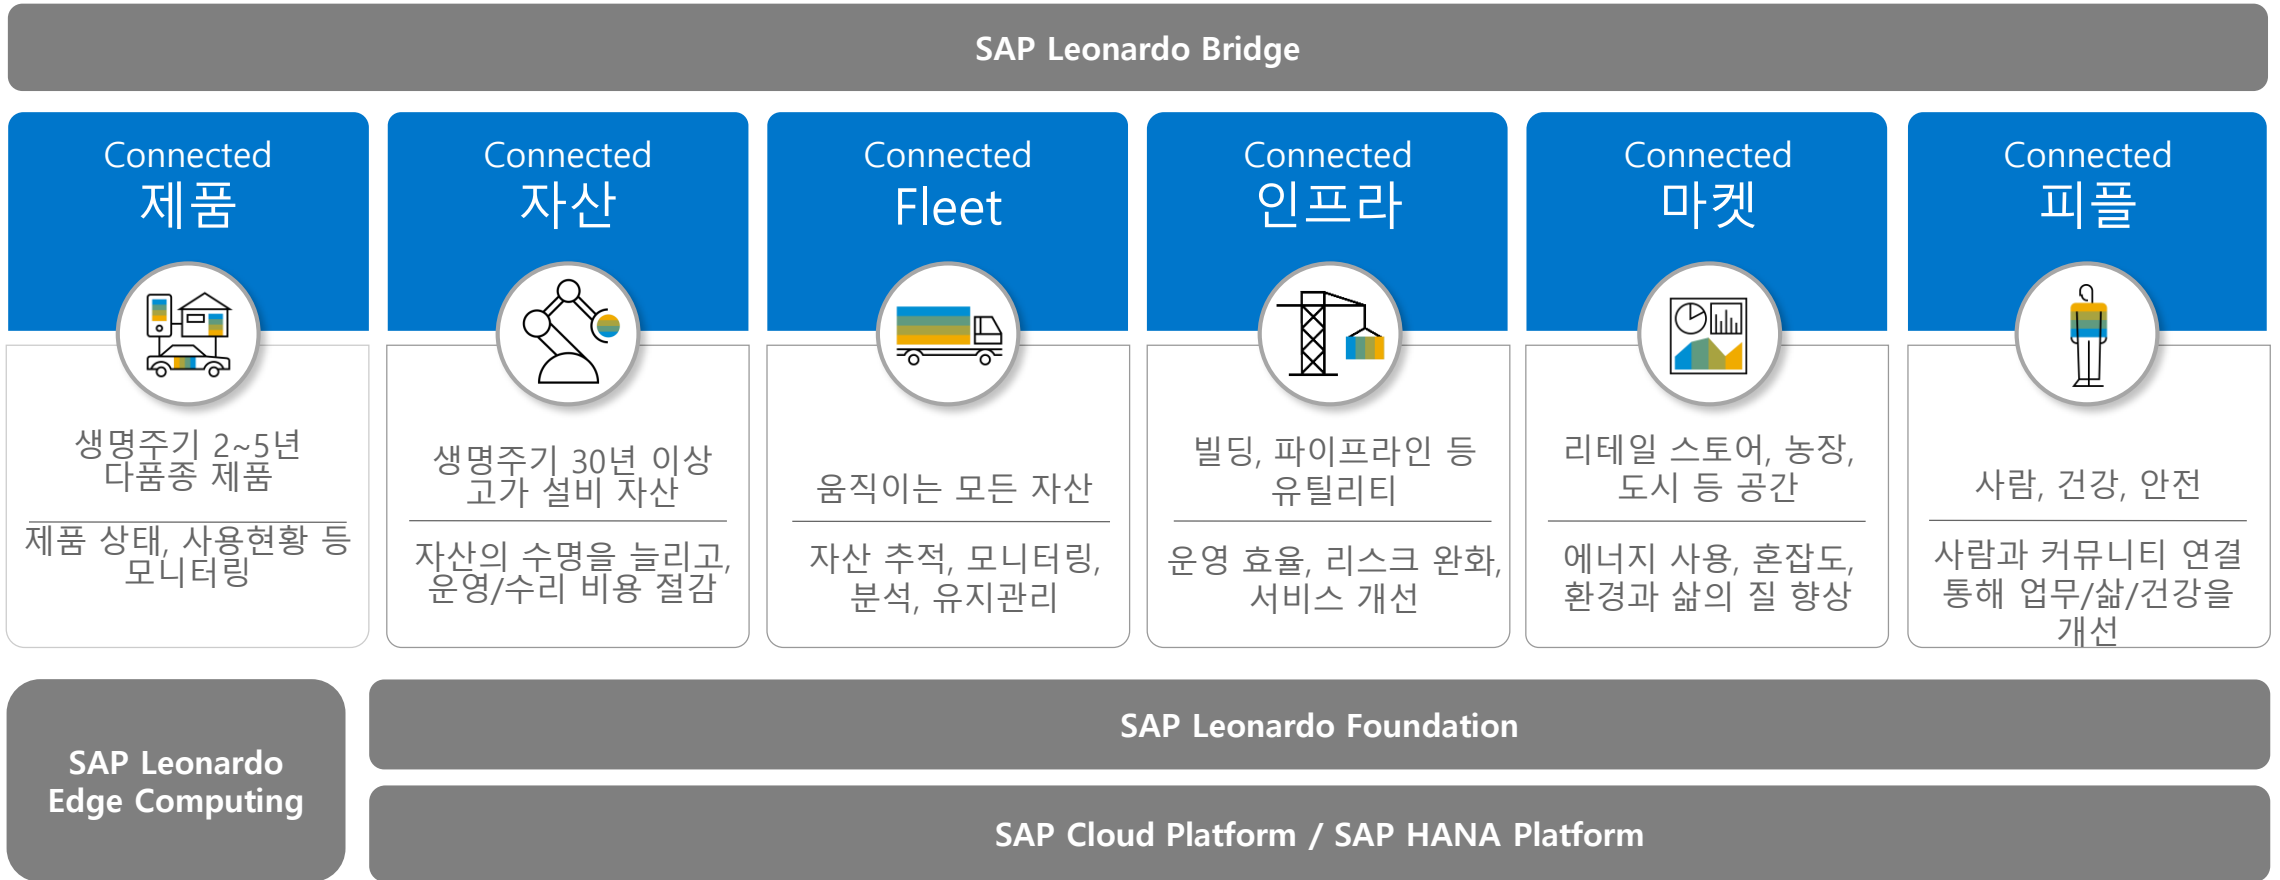 SAP Leonardo Bridge
Connected
제품
생명주기 2~5년
다품종 제품
제품 상태, 사용현황 등
모니터링
Connected
자산
생명주기 30년 이상
고가 설비 자산
자산의 수명을 늘리고,
운영/수리 비용 절감
Connected
Fleet
움직이는 모든 자산
자산 추적, 모니터링,
분석, 유지관리
Connected
인프라
빌딩, 파이프라인 등
유틸리티
운영 효율, 리스크 완화,
서비스 개선
Connected
마켓
리테일 스토어, 농장,
도시 등 공간
에너지 사용, 혼잡도,
환경과 삶의 질 향상
Connected
피플
사람, 건강, 안전
사람과 커뮤니티 연결
통해 업무/삶/건강을
개선
SAP Leonardo
Edge Computing
SAP Leonardo Foundation
SAP Cloud Platform / SAP HANA Platform